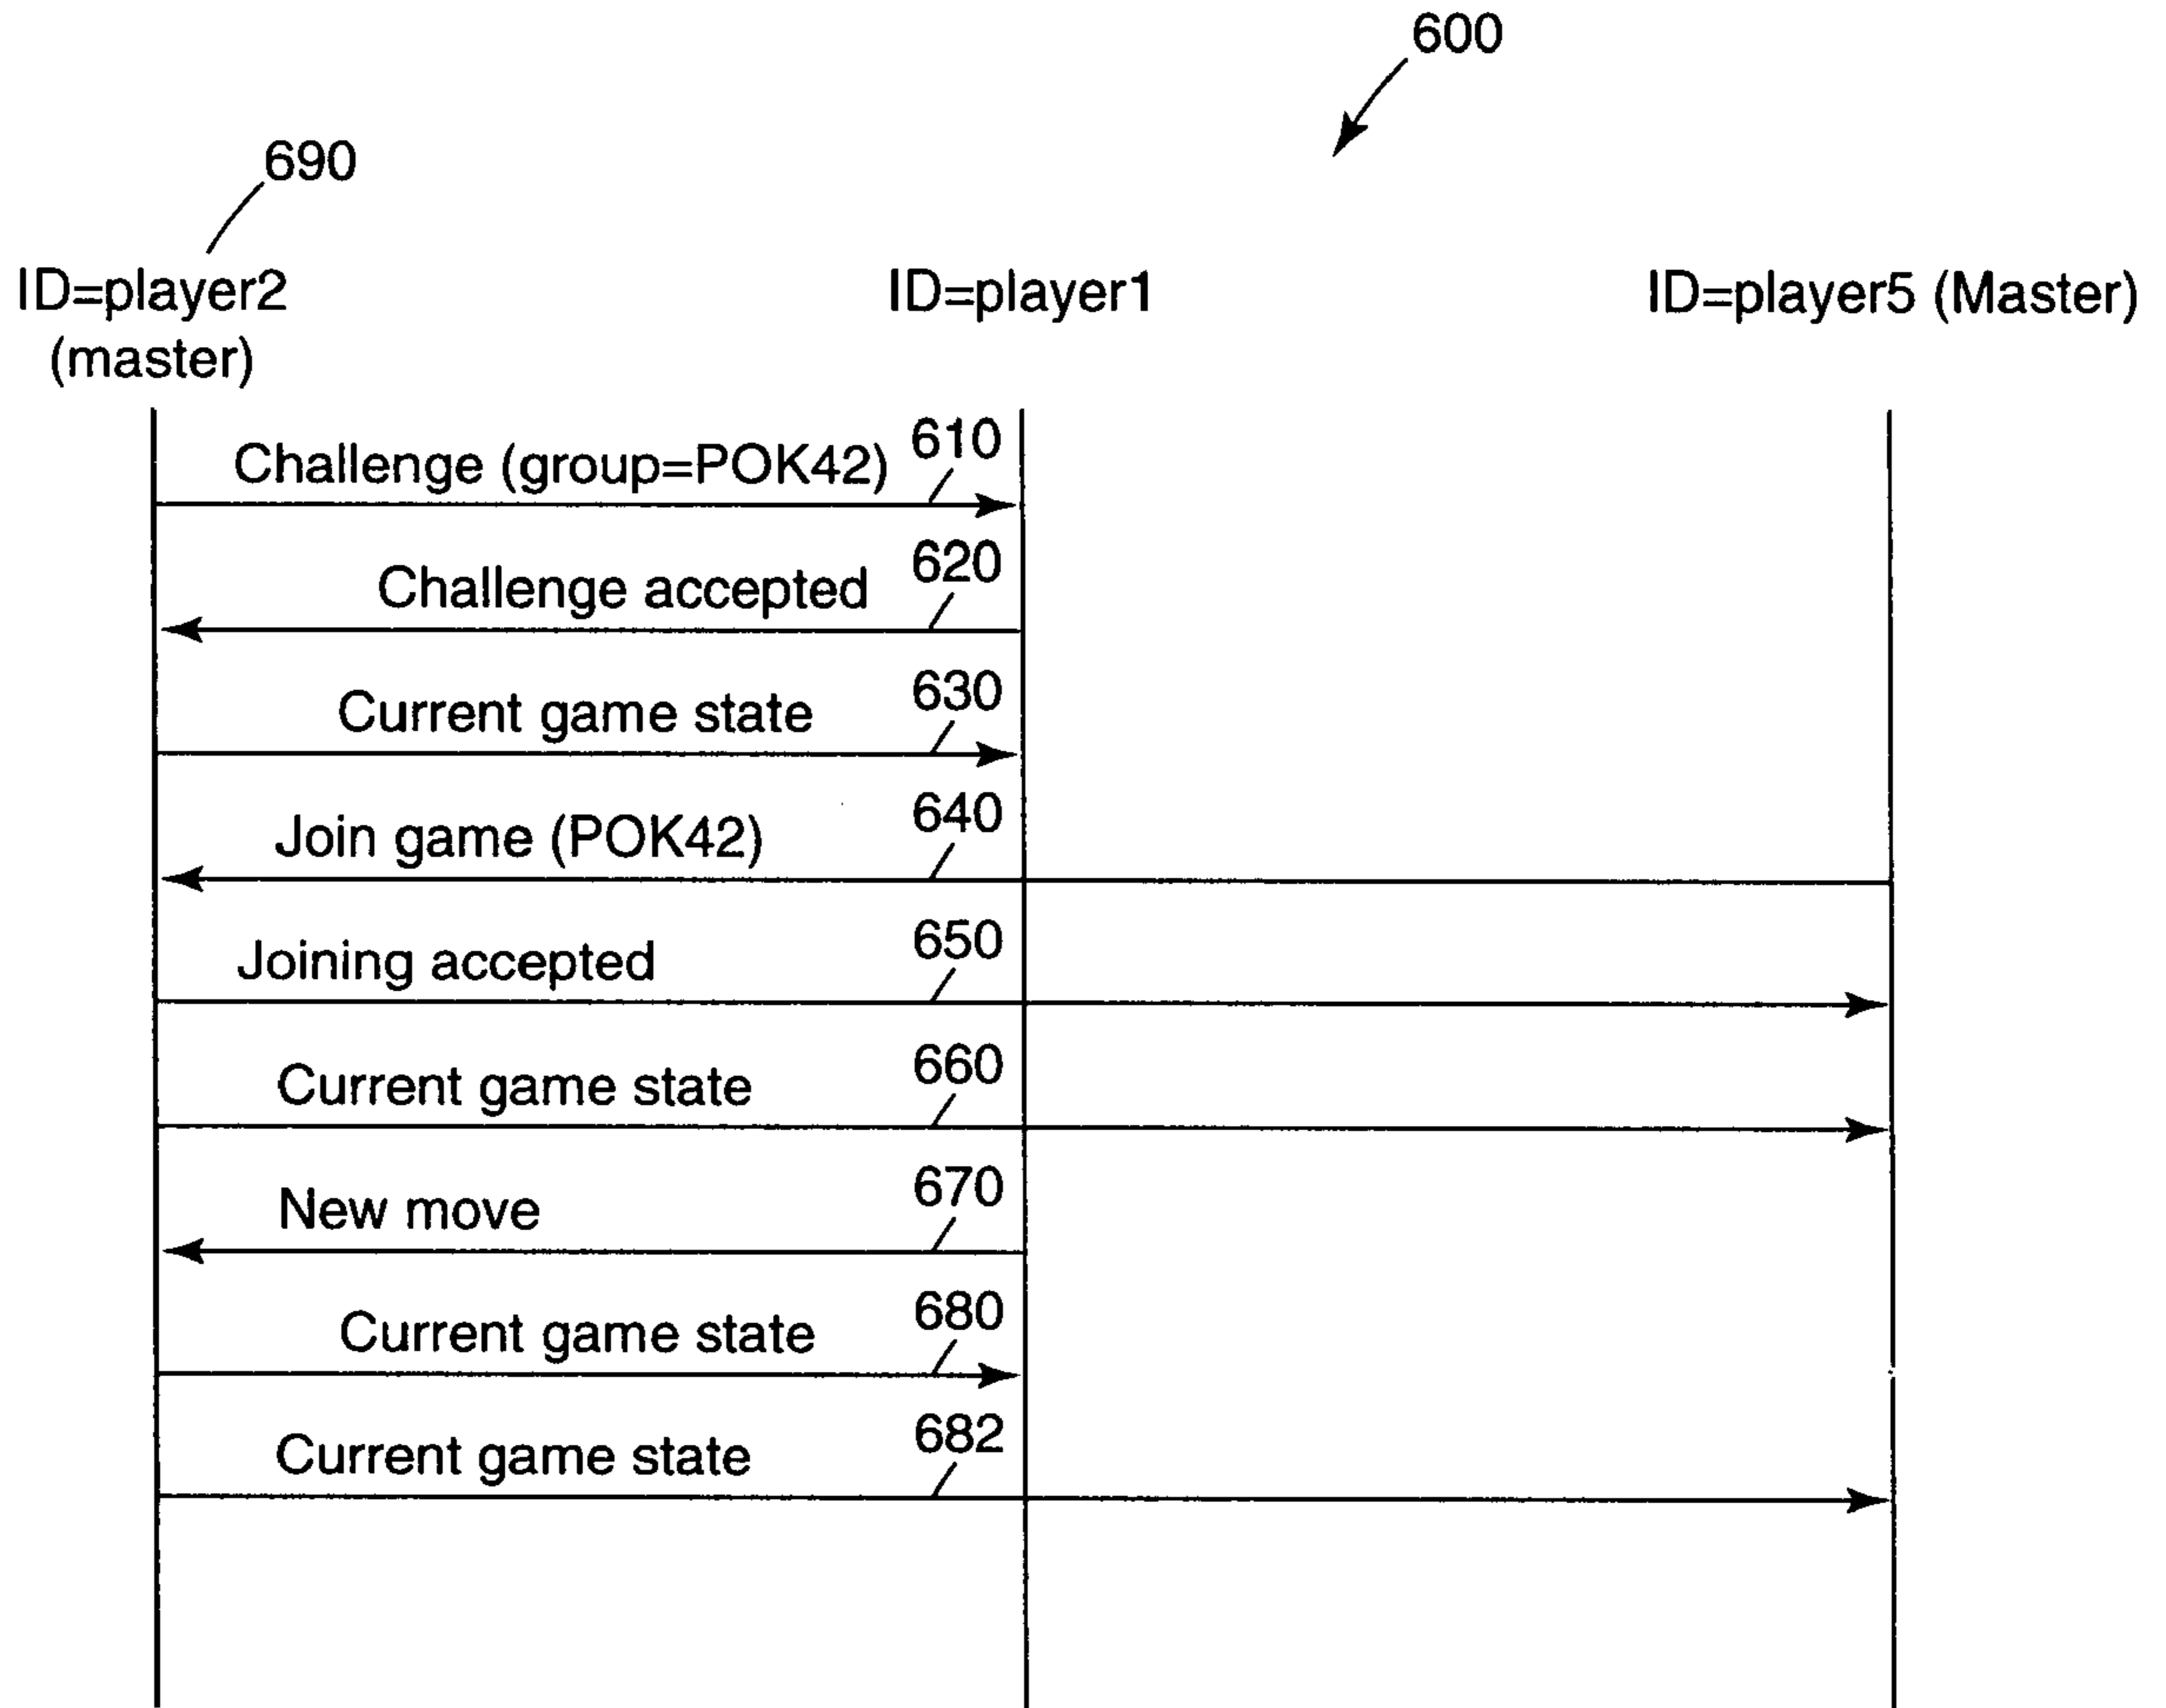 600
690
ID=player2
(master)
ID=player1
ID=player5 (Master)
Challenge (group=POK42) 610
Challenge accepted 620
Current game state 630
Join game (POK42) 640
Joining accepted 650
Current game state 660
New move 670
Current game state 680
Current game state 682